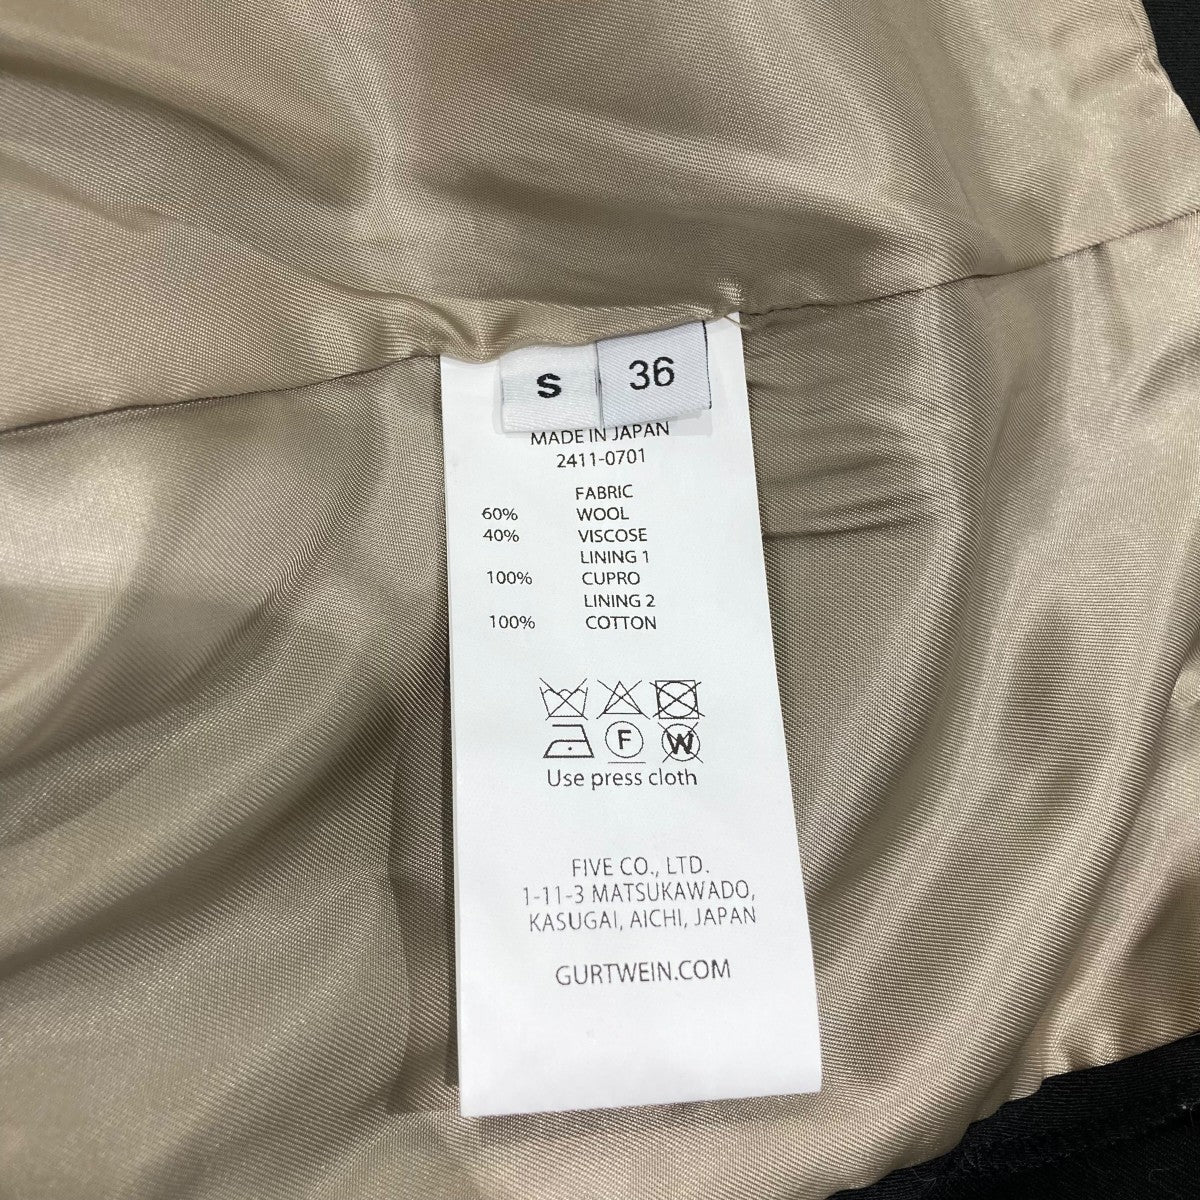 S 36
MADE IN JAPAN
2411-0701
FABRIC
60% WOOL
40% VISCOSE
LINING 1
100% CUPRO
LINING 2
100% COTTON
F W
Use press cloth
FIVE CO., LTD.
1-11-3 MATSUKAWADO,
KASUGAI, AICHI, JAPAN
GURTWEIN.COM